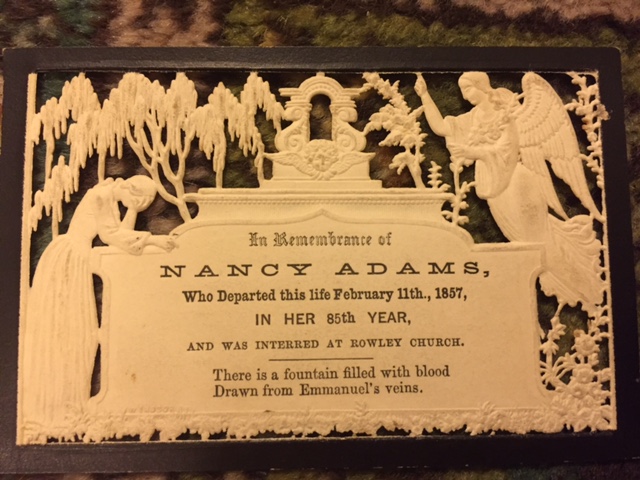 In Remembrance of
NANCY ADAMS,
Who Departed this life February 11th., 1857,
IN HER 85th YEAR,
AND WAS INTERRED AT ROWLEY CHURCH.
There is a fountain filled with blood
Drawn from Emmanuel's veins.